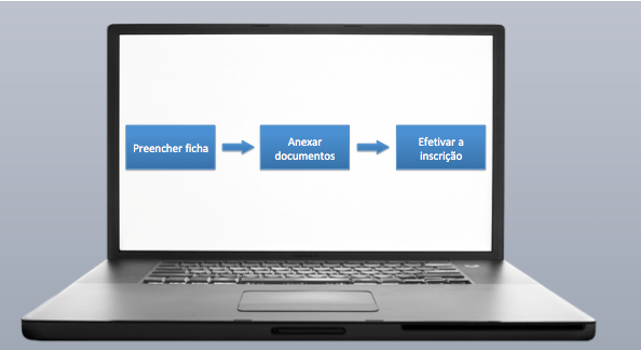 Preencher ficha
Anexar
documentos
Efetivar a
inscrição